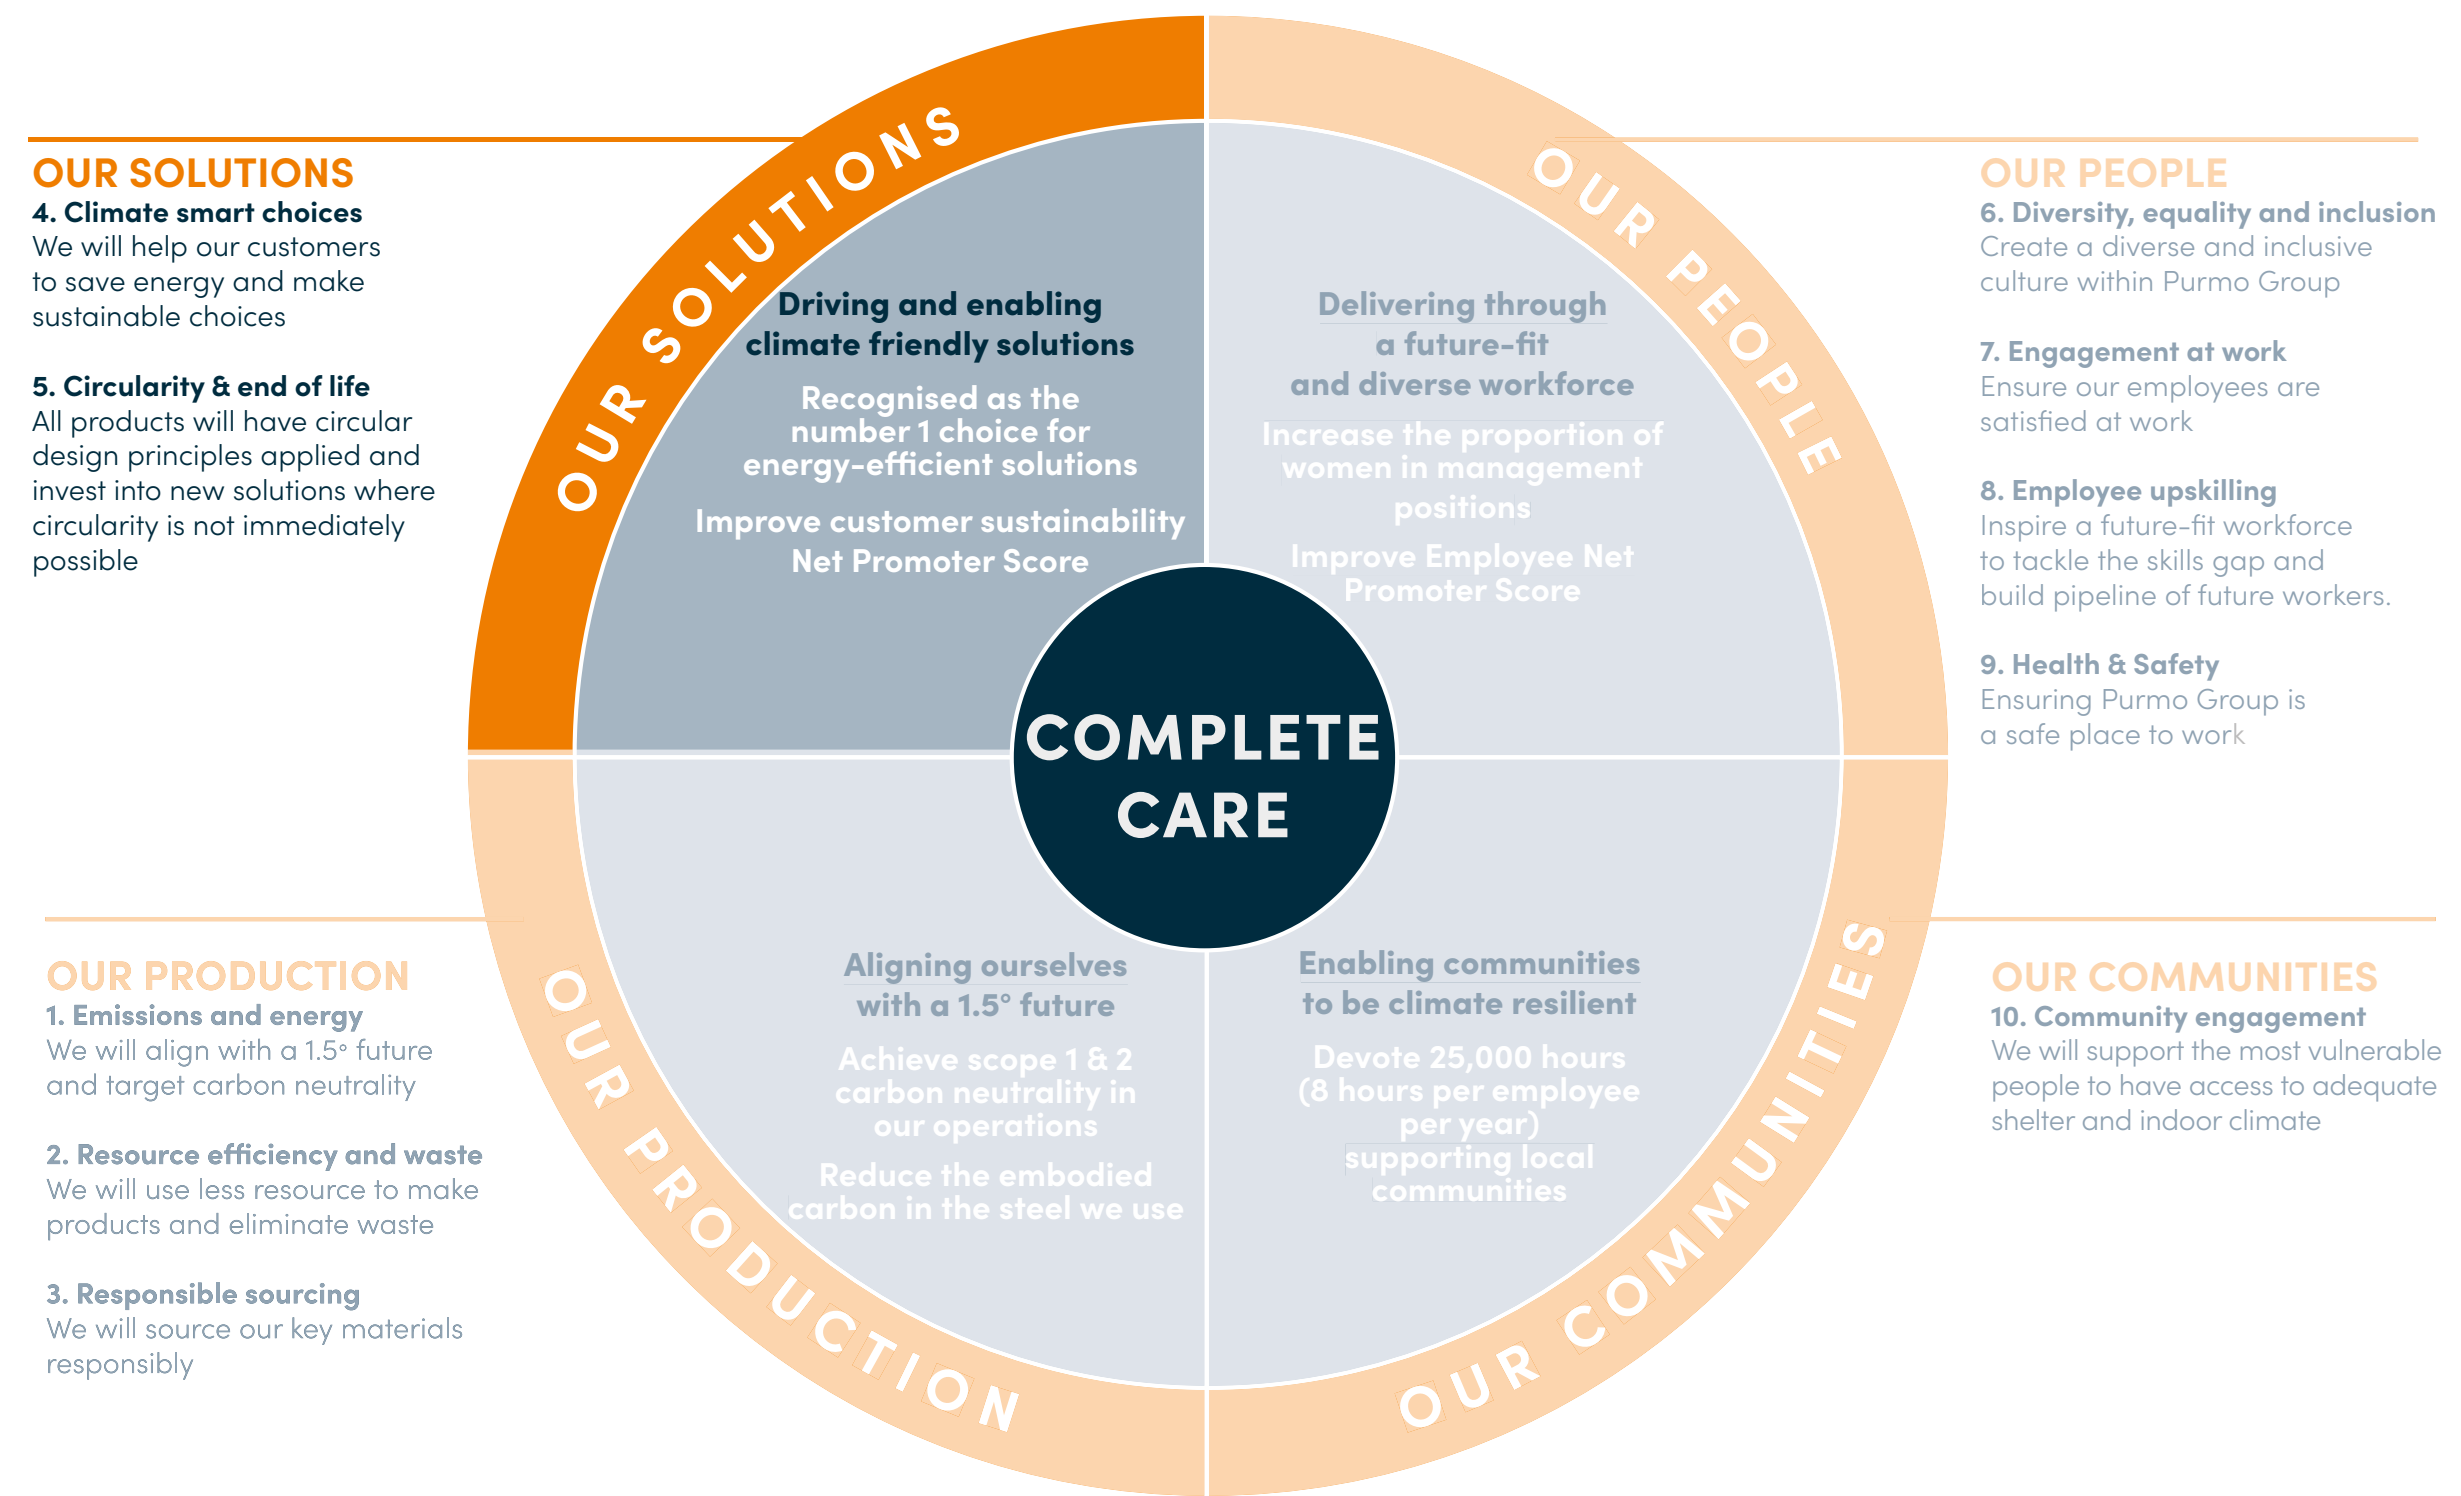 OUR SOLUTIONS
4. Climate smart choices
We will help our customers
to save energy and make
sustainable choices
5. Circularity & end of life
All products will have circular
design principles applied and
invest into new solutions where
circularity is not immediately
possible
OUR SOLUTIONS
Driving and enabling
climate friendly solutions
Recognised as the
number 1 choice for
energy-efficient solutions
Improve customer sustainability
Net Promoter Score
OUR PEOPLE
Delivering through
a future-fit
and diverse workforce
Increase the proportion of
women in management
positions
Improve Employee Net
Promoter Score
OUR PEOPLE
6. Diversity, equality and inclusion
Create a diverse and inclusive
culture within Purmo Group
7. Engagement at work
Ensure our employees are
satisfied at work
8. Employee upskilling
Inspire a future-fit workforce
to tackle the skills gap and
build pipeline of future workers.
9. Health & Safety
Ensuring Purmo Group is
a safe place to work
COMPLETE
CARE
OUR PRODUCTION
1. Emissions and energy
We will align with a 1.5° future
and target carbon neutrality
2. Resource efficiency and waste
We will use less resource to make
products and eliminate waste
3. Responsible sourcing
We will source our key materials
responsibly
OUR PRODUCTION
Aligning ourselves
with a 1.5° future
Achieve scope 1 & 2
carbon neutrality in
our operations
Reduce the embodied
carbon in the steel we use
Enabling communities
to be climate resilient
Devote 25,000 hours
(8 hours per employee
per year)
supporting local
communities
OUR COMMUNITIES
OUR COMMUNITIES
10. Community engagement
We will support the most vulnerable
people to have access to adequate
shelter and indoor climate